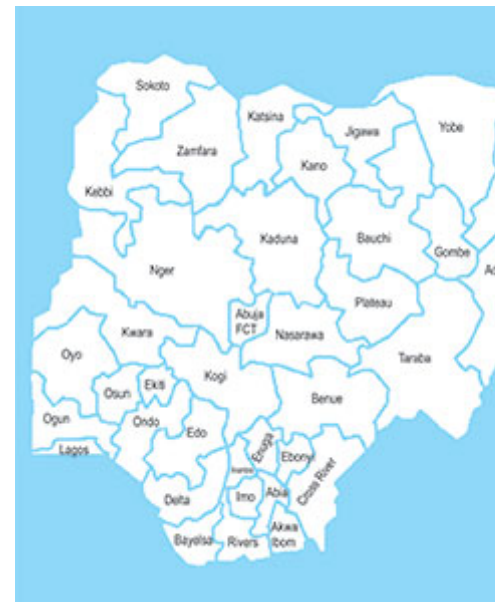 Sokoto
Katsina
Yobe
Jigawa
Zamfara
Kano
Kebbi
Kaduna
Bauchi
Gombe
Nger
Plateau
Abuja
FCT
Kwara
Nasarawa
Oyo
Taraba
Kogi
Ekiti
Osun
Benue
Ogun
Ondo
Edo
Lagos
Enuga
Ebonyi
Cross River
Delta
Imo
Abia
Akwa
Ibom
Bayelsa
Rivers